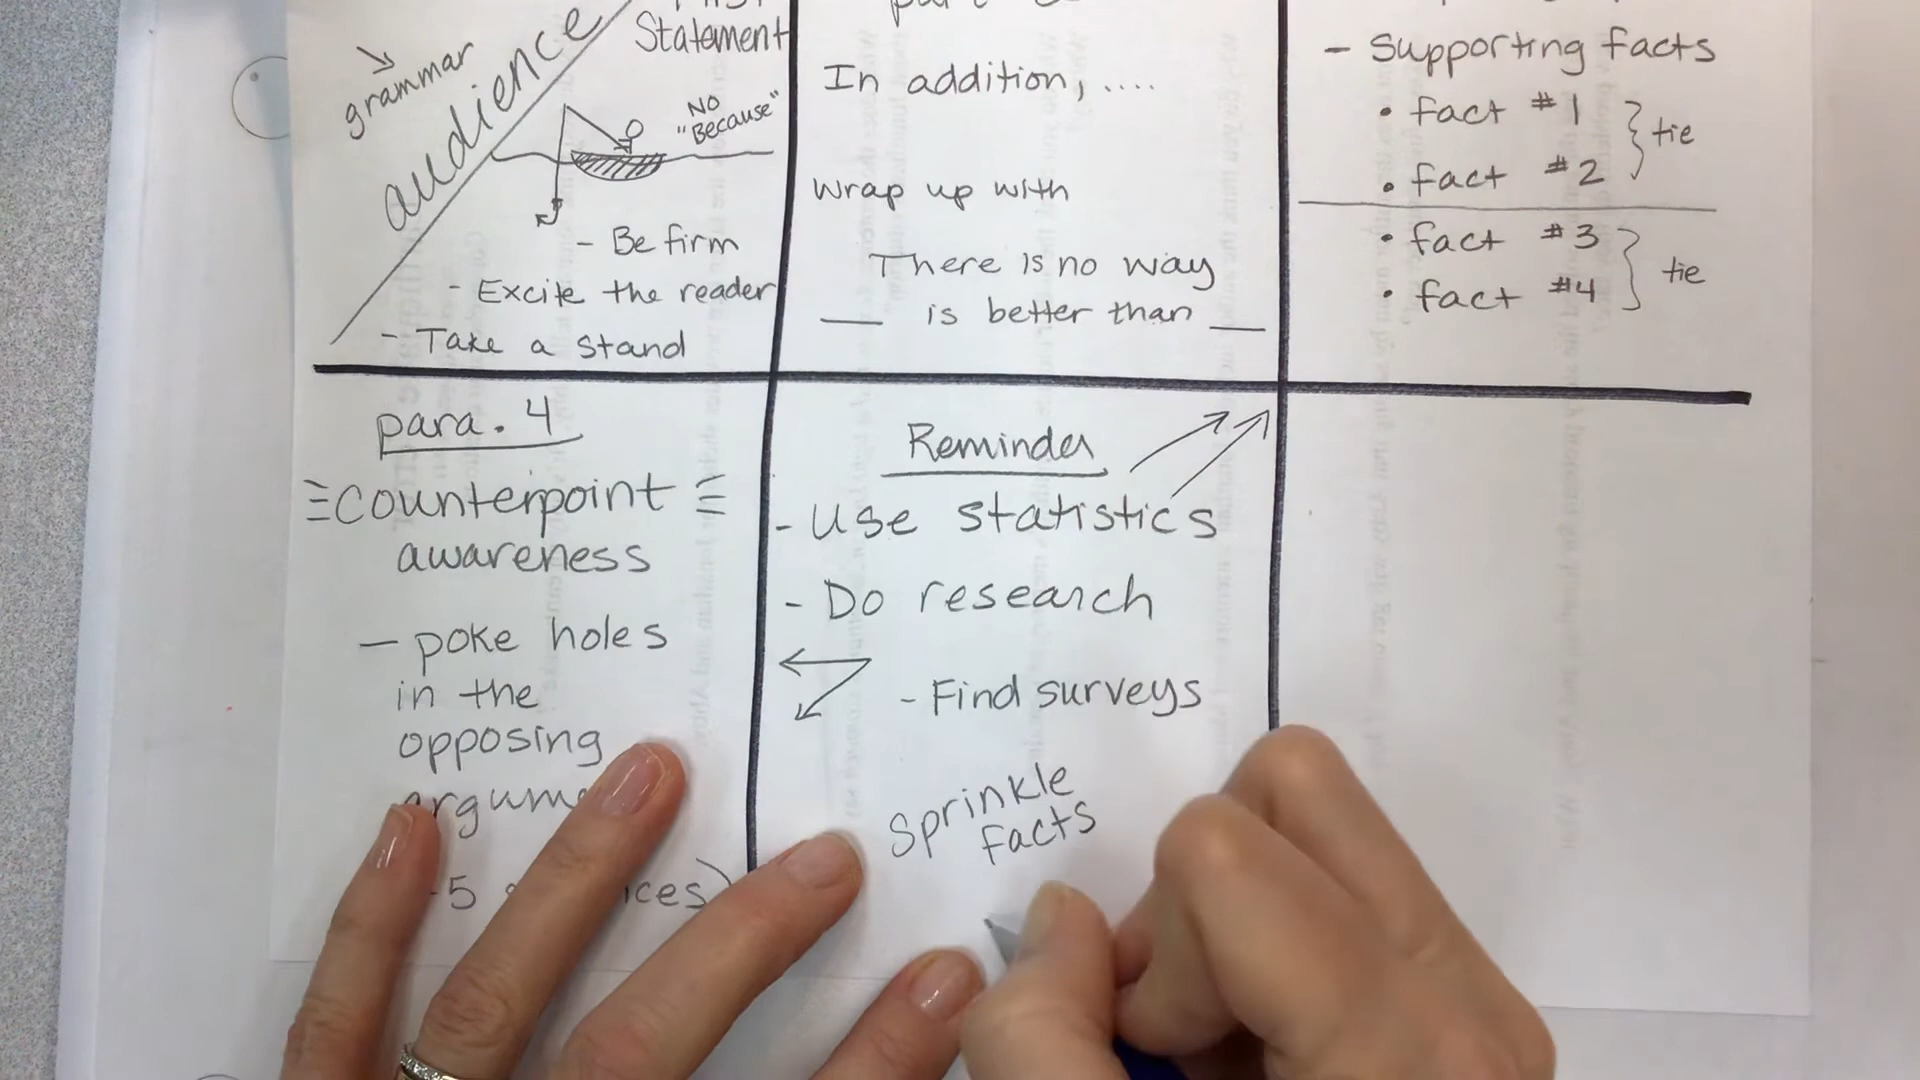 grammar
audience
Statement
NO
"Because"
- Be firm
- Excite the reader
- Take a stand
In addition, ....
wrap up with
There is no way
__ is better than __
- Supporting facts
• fact #1
• fact #2
tie
• fact #3
• fact #4
tie
para. 4
counterpoint
awareness
- poke holes
in the
opposing
Reminder
- Use statistics
- Do research
- Find surveys
Sprinkle
facts